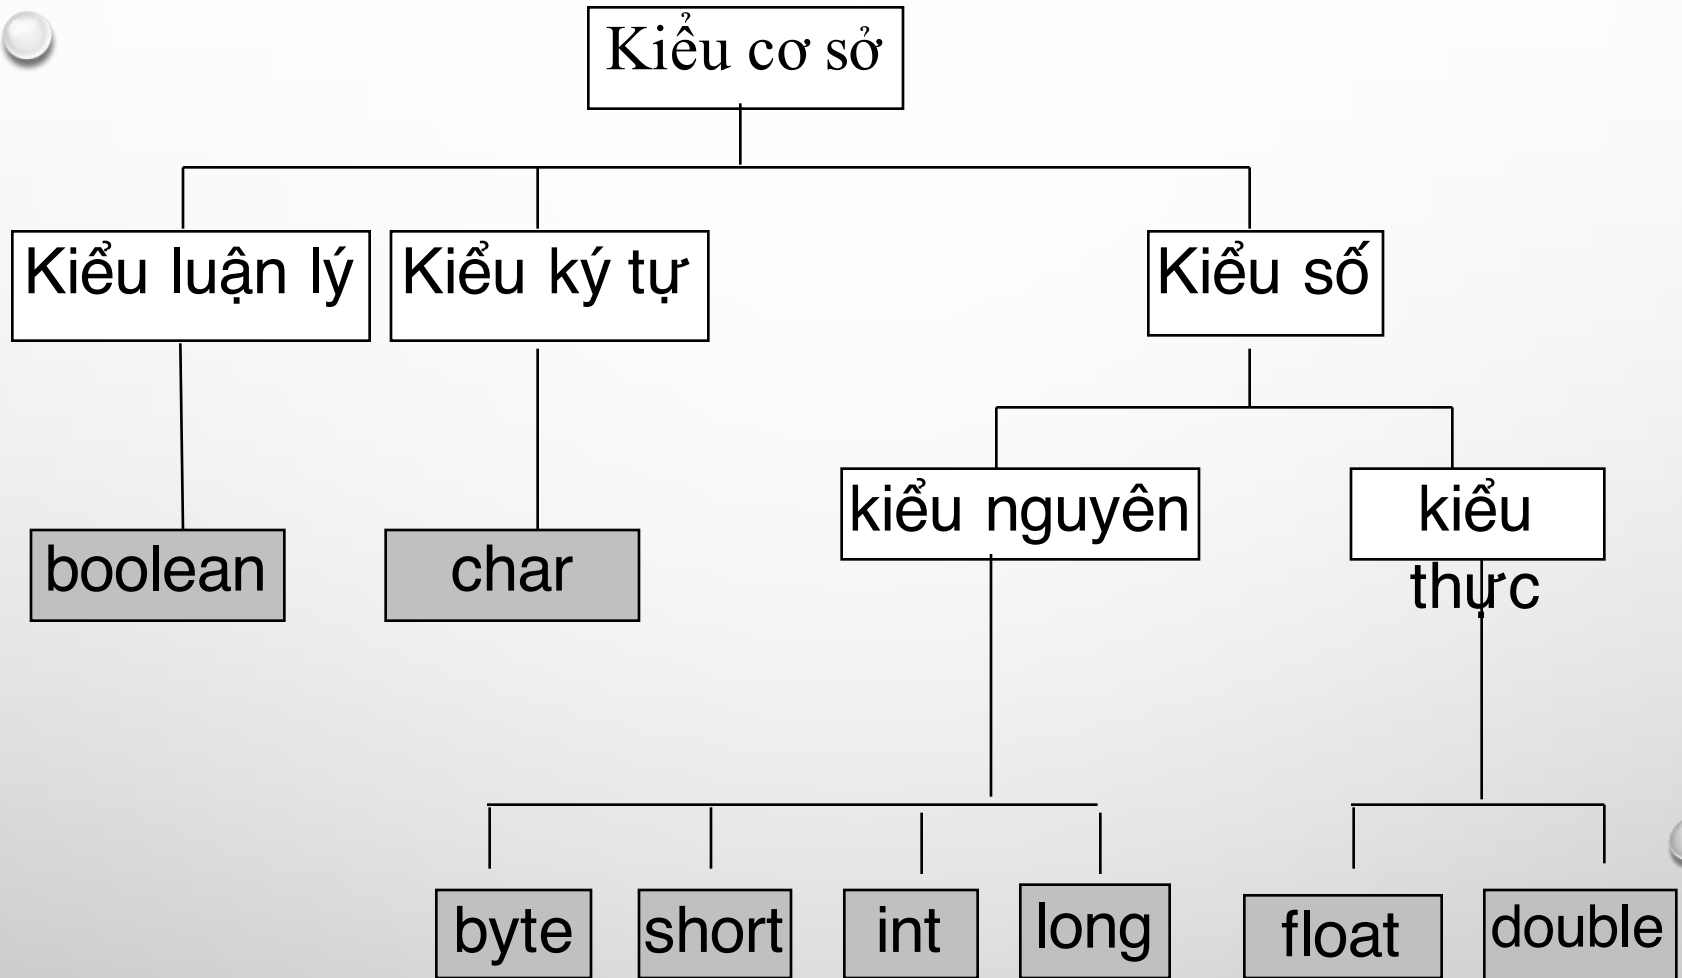 Kiểu cơ sở
Kiểu luận lý
Kiểu ký tự
Kiểu số
kiểu nguyên
kiểu
thực
boolean
char
byte
short
int
long
float
double